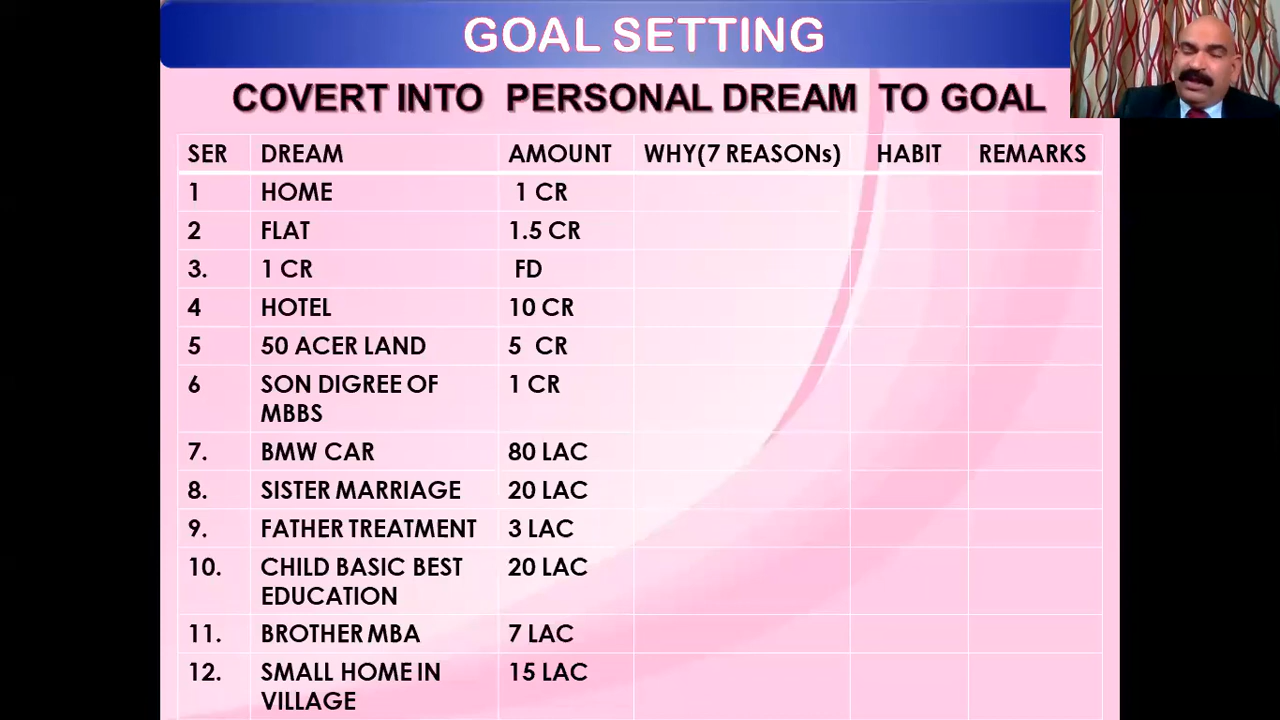 GOAL SETTING
COVERT INTO PERSONAL DREAM TO GOAL
SER DREAM AMOUNT WHY(7 REASONs) HABIT REMARKS
1 HOME 1 CR
2 FLAT 1.5 CR
3. 1 CR FD
4 HOTEL 10 CR
5 50 ACER LAND 5 CR
6 SON DIGREE OF 1 CR
MBBS
7. BMW CAR 80 LAC
8. SISTER MARRIAGE 20 LAC
9. FATHER TREATMENT 3 LAC
10. CHILD BASIC BEST 20 LAC
EDUCATION
11. BROTHER MBA 7 LAC
12. SMALL HOME IN 15 LAC
VILLAGE